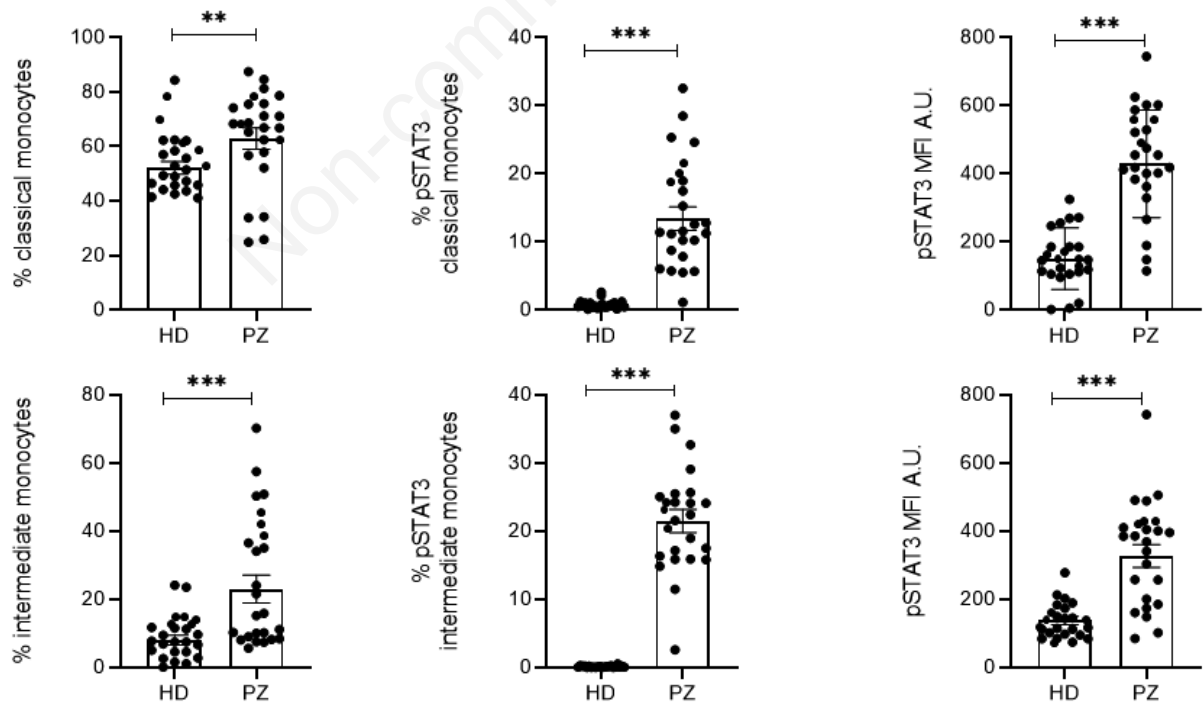 **
100
80
60
40
20
0
% classical monocytes
HD PZ
***
40
30
20
10
0
% pSTAT3
classical monocytes
HD PZ
***
800
600
400
200
0
pSTAT3 MFI A.U.
HD PZ
***
80
60
40
20
0
% intermediate monocytes
HD PZ
***
40
30
20
10
0
% pSTAT3
intermediate monocytes
HD PZ
***
800
600
400
200
0
pSTAT3 MFI A.U.
HD PZ